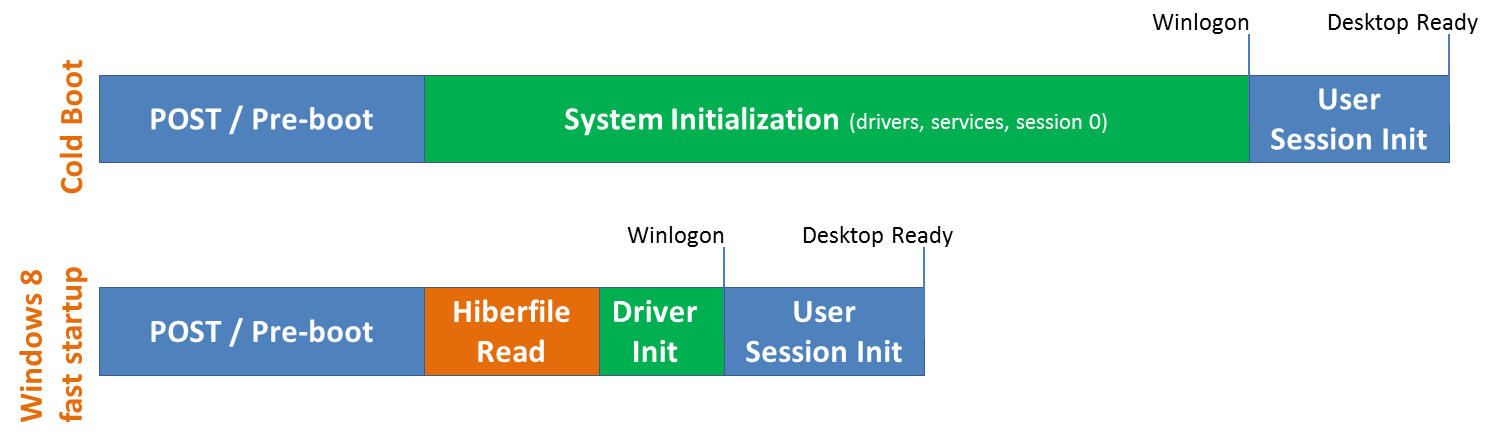 Winlogon
Desktop Ready
Cold Boot
POST / Pre-boot
System Initialization (drivers, services, session 0)
User
Session Init
Winlogon
Desktop Ready
Windows 8
fast startup
POST / Pre-boot
Hiberfile
Read
Driver
Init
User
Session Init